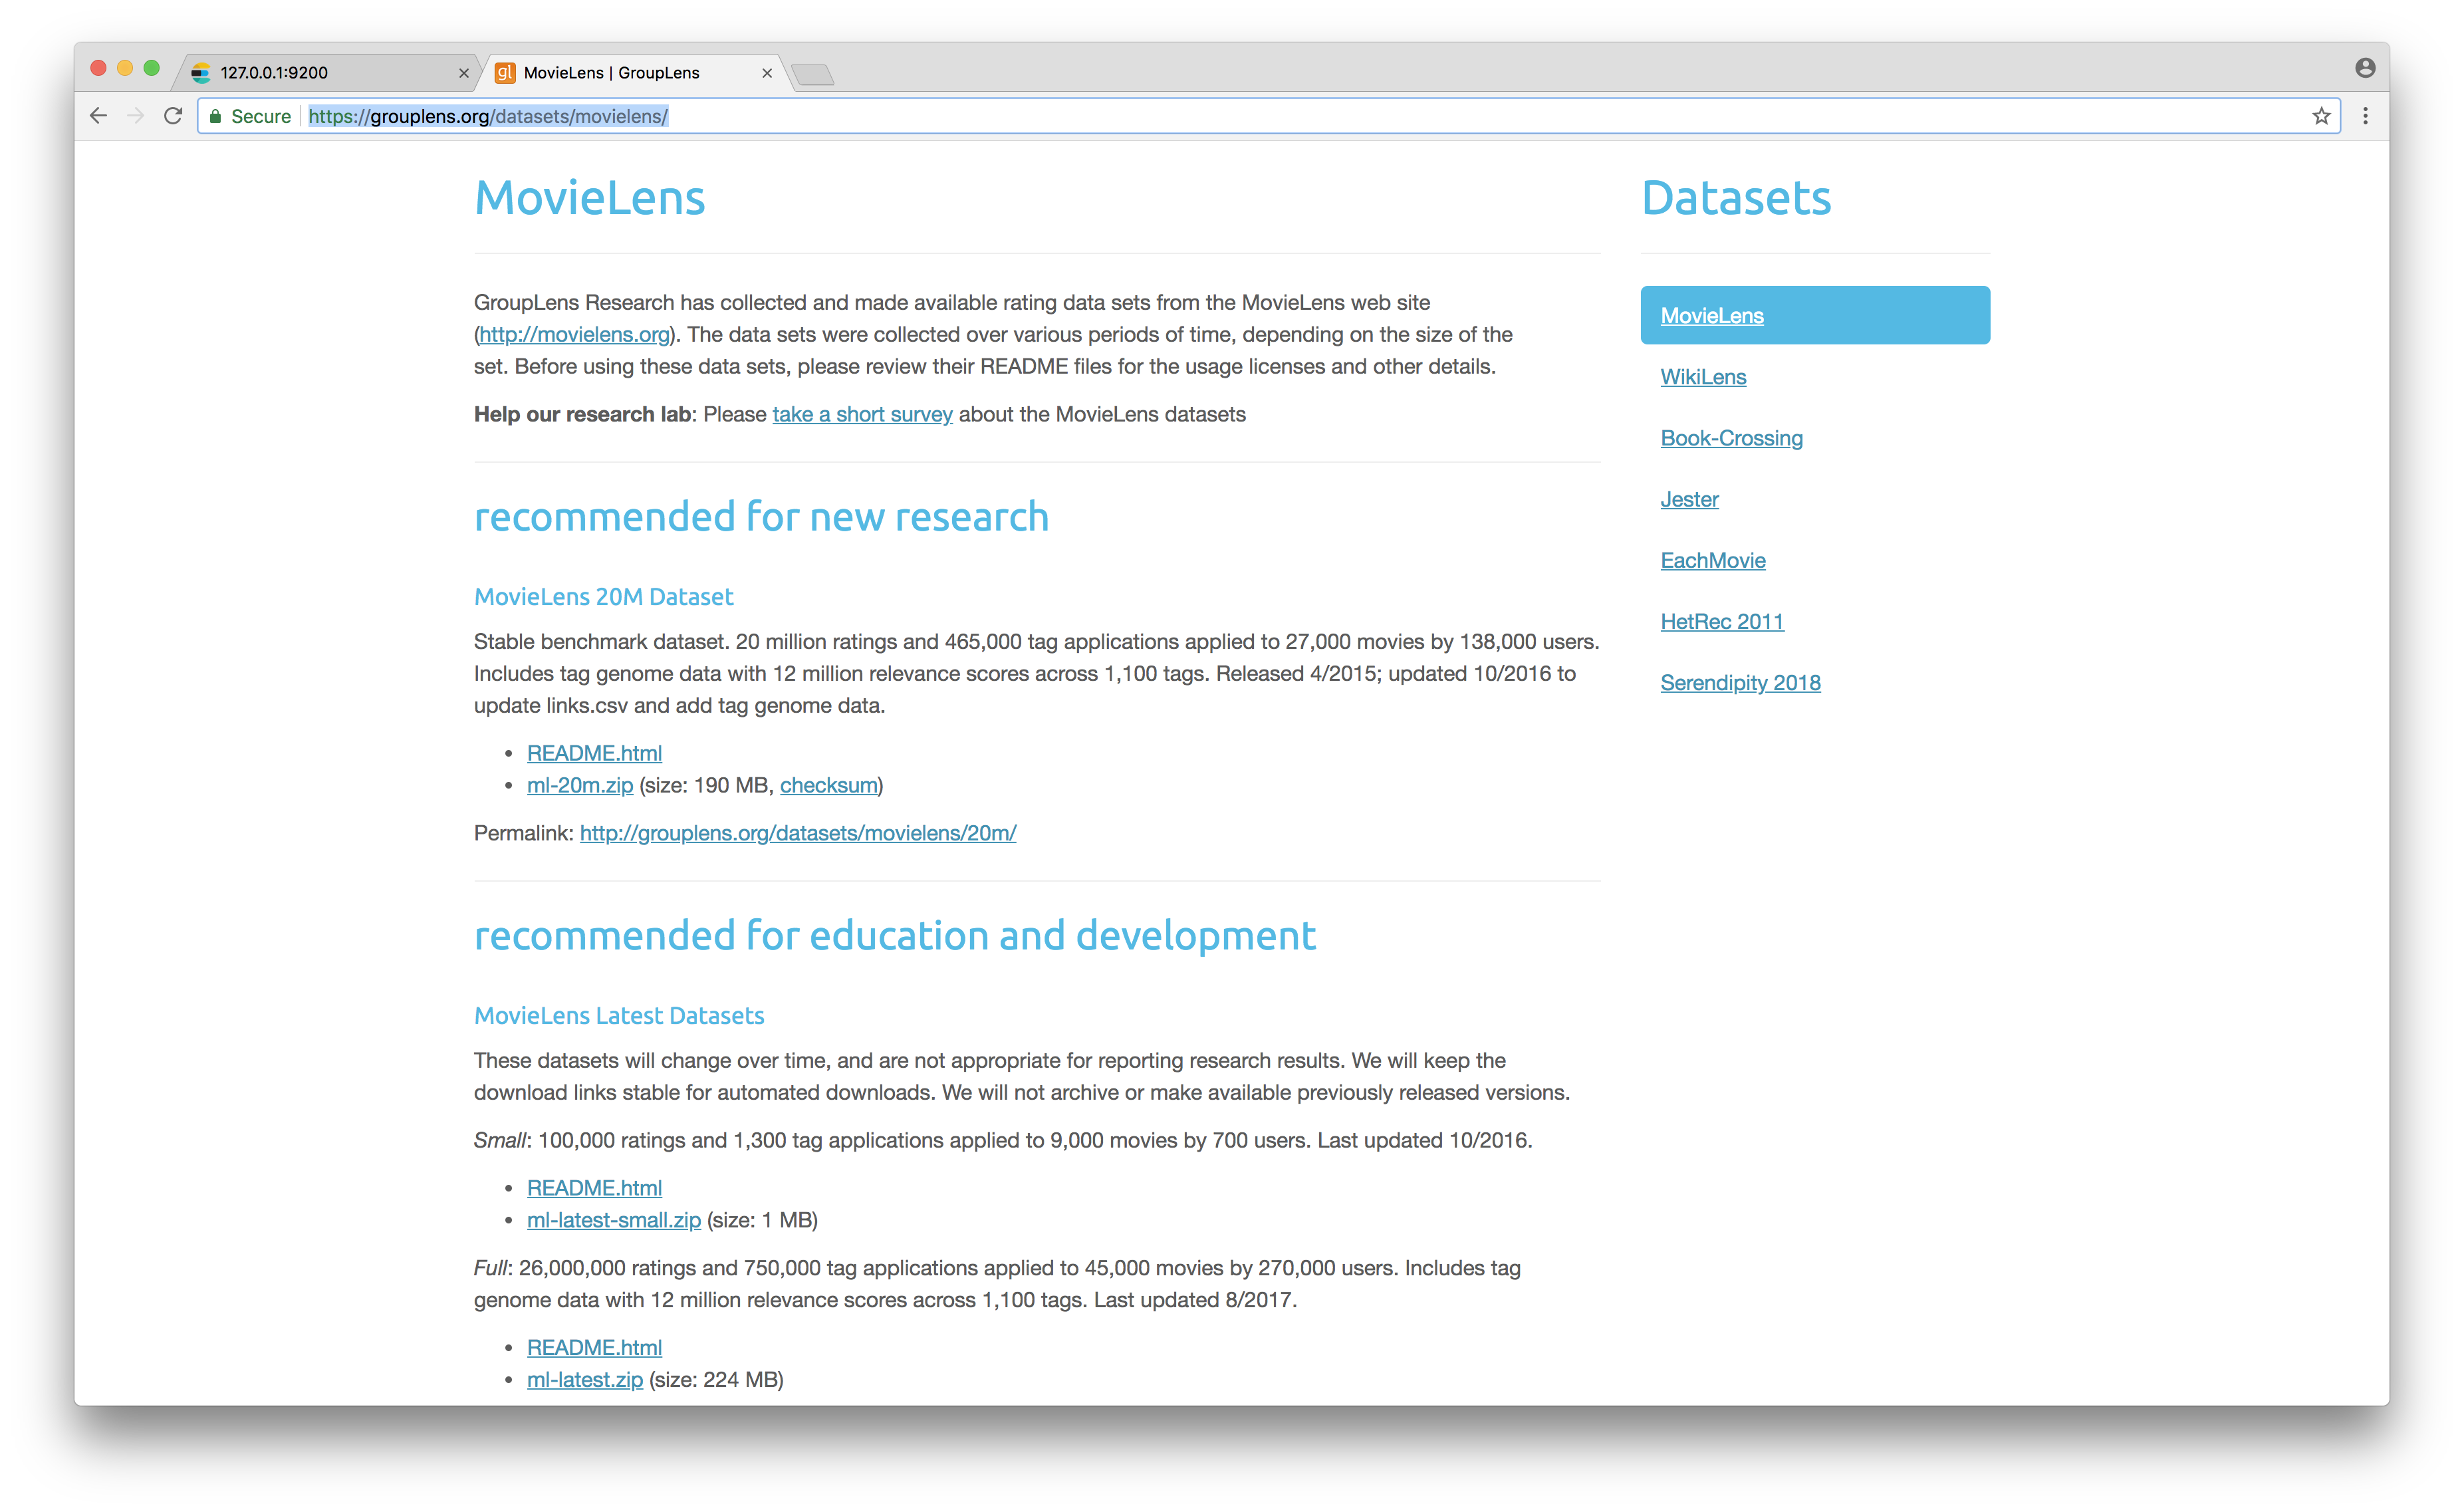 127.0.0.1:9200
gl MovieLens | GroupLens
Secure https://grouplens.org/datasets/movielens/
MovieLens
GroupLens Research has collected and made available rating data sets from the MovieLens web site
(http://movielens.org). The data sets were collected over various periods of time, depending on the size of the
set. Before using these data sets, please review their README files for the usage licenses and other details.
Help our research lab: Please take a short survey about the MovieLens datasets
recommended for new research
MovieLens 20M Dataset
Stable benchmark dataset. 20 million ratings and 465,000 tag applications applied to 27,000 movies by 138,000 users.
Includes tag genome data with 12 million relevance scores across 1,100 tags. Released 4/2015; updated 10/2016 to
update links.csv and add tag genome data.
• README.html
• ml-20m.zip (size: 190 MB, checksum)
Permalink: http://grouplens.org/datasets/movielens/20m/
recommended for education and development
MovieLens Latest Datasets
These datasets will change over time, and are not appropriate for reporting research results. We will keep the
download links stable for automated downloads. We will not archive or make available previously released versions.
Small: 100,000 ratings and 1,300 tag applications applied to 9,000 movies by 700 users. Last updated 10/2016.
• README.html
• ml-latest-small.zip (size: 1 MB)
Full: 26,000,000 ratings and 750,000 tag applications applied to 45,000 movies by 270,000 users. Includes tag
genome data with 12 million relevance scores across 1,100 tags. Last updated 8/2017.
• README.html
• ml-latest.zip (size: 224 MB)
Datasets
MovieLens
WikiLens
Book-Crossing
Jester
EachMovie
HetRec 2011
Serendipity 2018